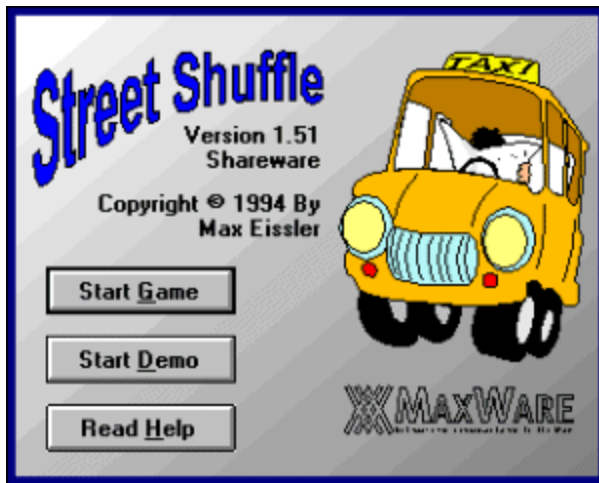 Street Shuffle
Version 1.51
Shareware
Copyright © 1994 By
Max Eissler
TAXI
Start Game
Start Demo
Read Help
MAXWARE